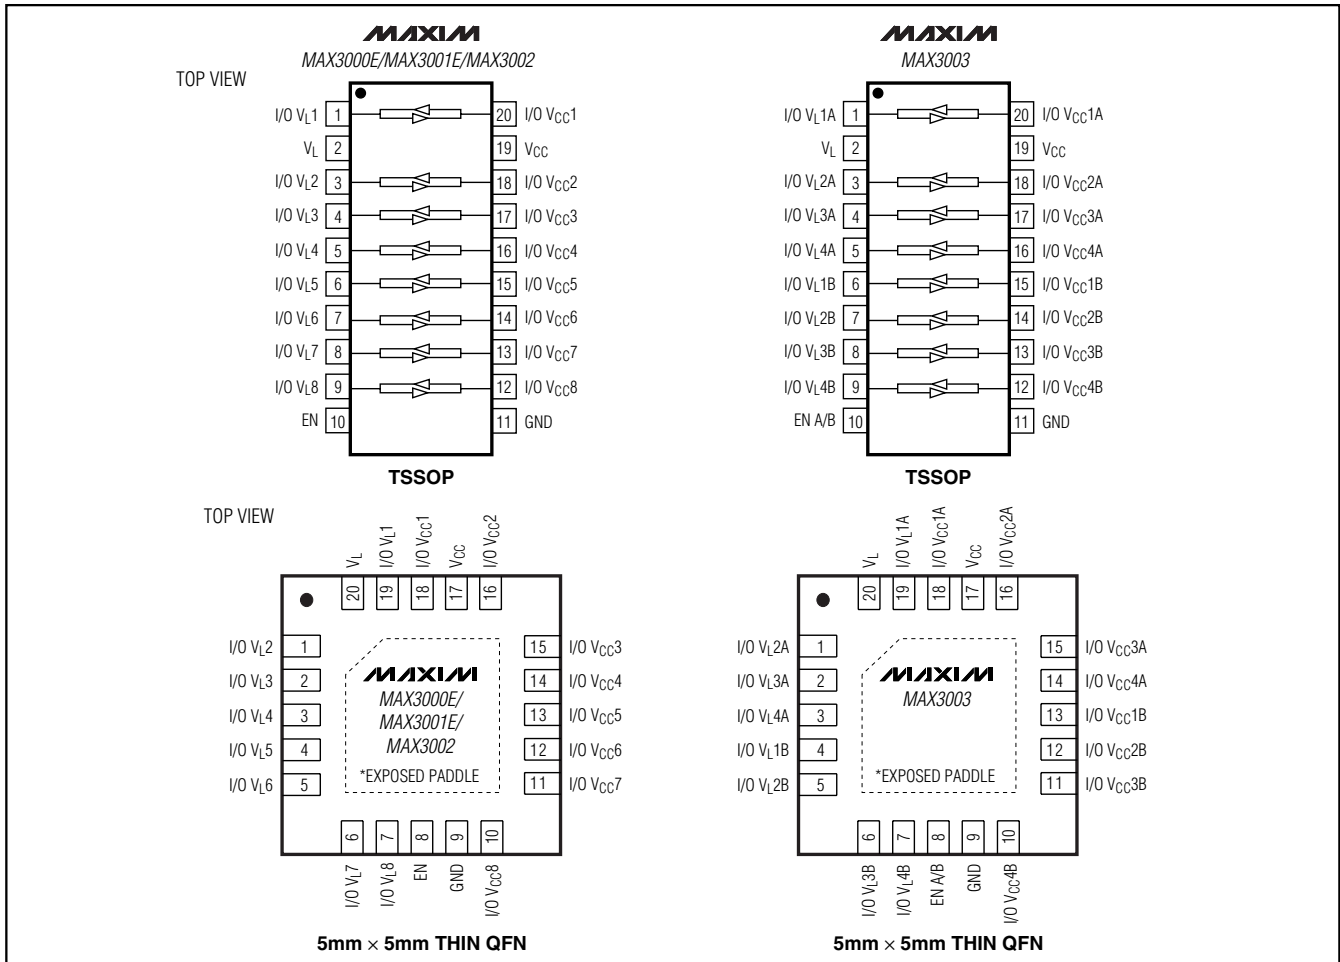 MAXIM
MAX3000E/MAX3001E/MAX3002
TOP VIEW
I/O VL1 1 20 I/O VCC1
VL 2 19 VCC
I/O VL2 3 18 I/O VCC2
I/O VL3 4 17 I/O VCC3
I/O VL4 5 16 I/O VCC4
I/O VL5 6 15 I/O VCC5
I/O VL6 7 14 I/O VCC6
I/O VL7 8 13 I/O VCC7
I/O VL8 9 12 I/O VCC8
EN 10 11 GND
TSSOP
MAXIM
MAX3003
I/O VL1A 1 20 I/O VCC1A
VL 2 19 VCC
I/O VL2A 3 18 I/O VCC2A
I/O VL3A 4 17 I/O VCC3A
I/O VL4A 5 16 I/O VCC4A
I/O VL1B 6 15 I/O VCC1B
I/O VL2B 7 14 I/O VCC2B
I/O VL3B 8 13 I/O VCC3B
I/O VL4B 9 12 I/O VCC4B
EN A/B 10 11 GND
TSSOP
TOP VIEW
VL I/O VL1 I/O VCC1 VCC I/O VCC2
20 19 18 17 16
I/O VL2 1 15 I/O VCC3
I/O VL3 2 14 I/O VCC4
I/O VL4 3 13 I/O VCC5
I/O VL5 4 12 I/O VCC6
I/O VL6 5 11 I/O VCC7
MAXIM
MAX3000E/
MAX3001E/
MAX3002
*EXPOSED PADDLE
6 7 8 9 10
I/O VL7 I/O VL8 EN GND I/O VCC8
5mm × 5mm THIN QFN
VL I/O VL1A I/O VCC1A VCC I/O VCC2A
20 19 18 17 16
I/O VL2A 1 15 I/O VCC3A
I/O VL3A 2 14 I/O VCC4A
I/O VL4A 3 13 I/O VCC1B
I/O VL1B 4 12 I/O VCC2B
I/O VL2B 5 11 I/O VCC3B
MAXIM
MAX3003
*EXPOSED PADDLE
6 7 8 9 10
I/O VL3B I/O VL4B EN A/B GND I/O VCC4B
5mm × 5mm THIN QFN